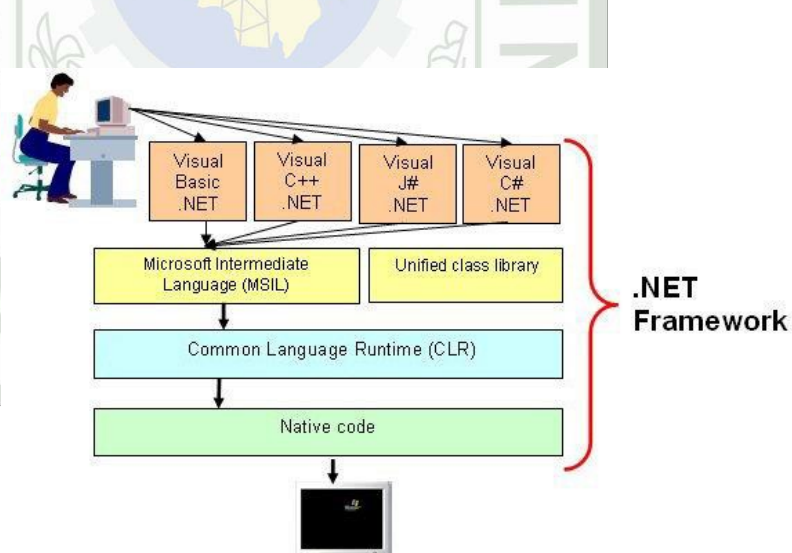 Visual
Basic
.NET
Visual
C++
.NET
Visual
J#
.NET
Visual
C#
.NET
Microsoft Intermediate
Language (MSIL)
Unified class library
.NET
Framework
Common Language Runtime (CLR)
Native code